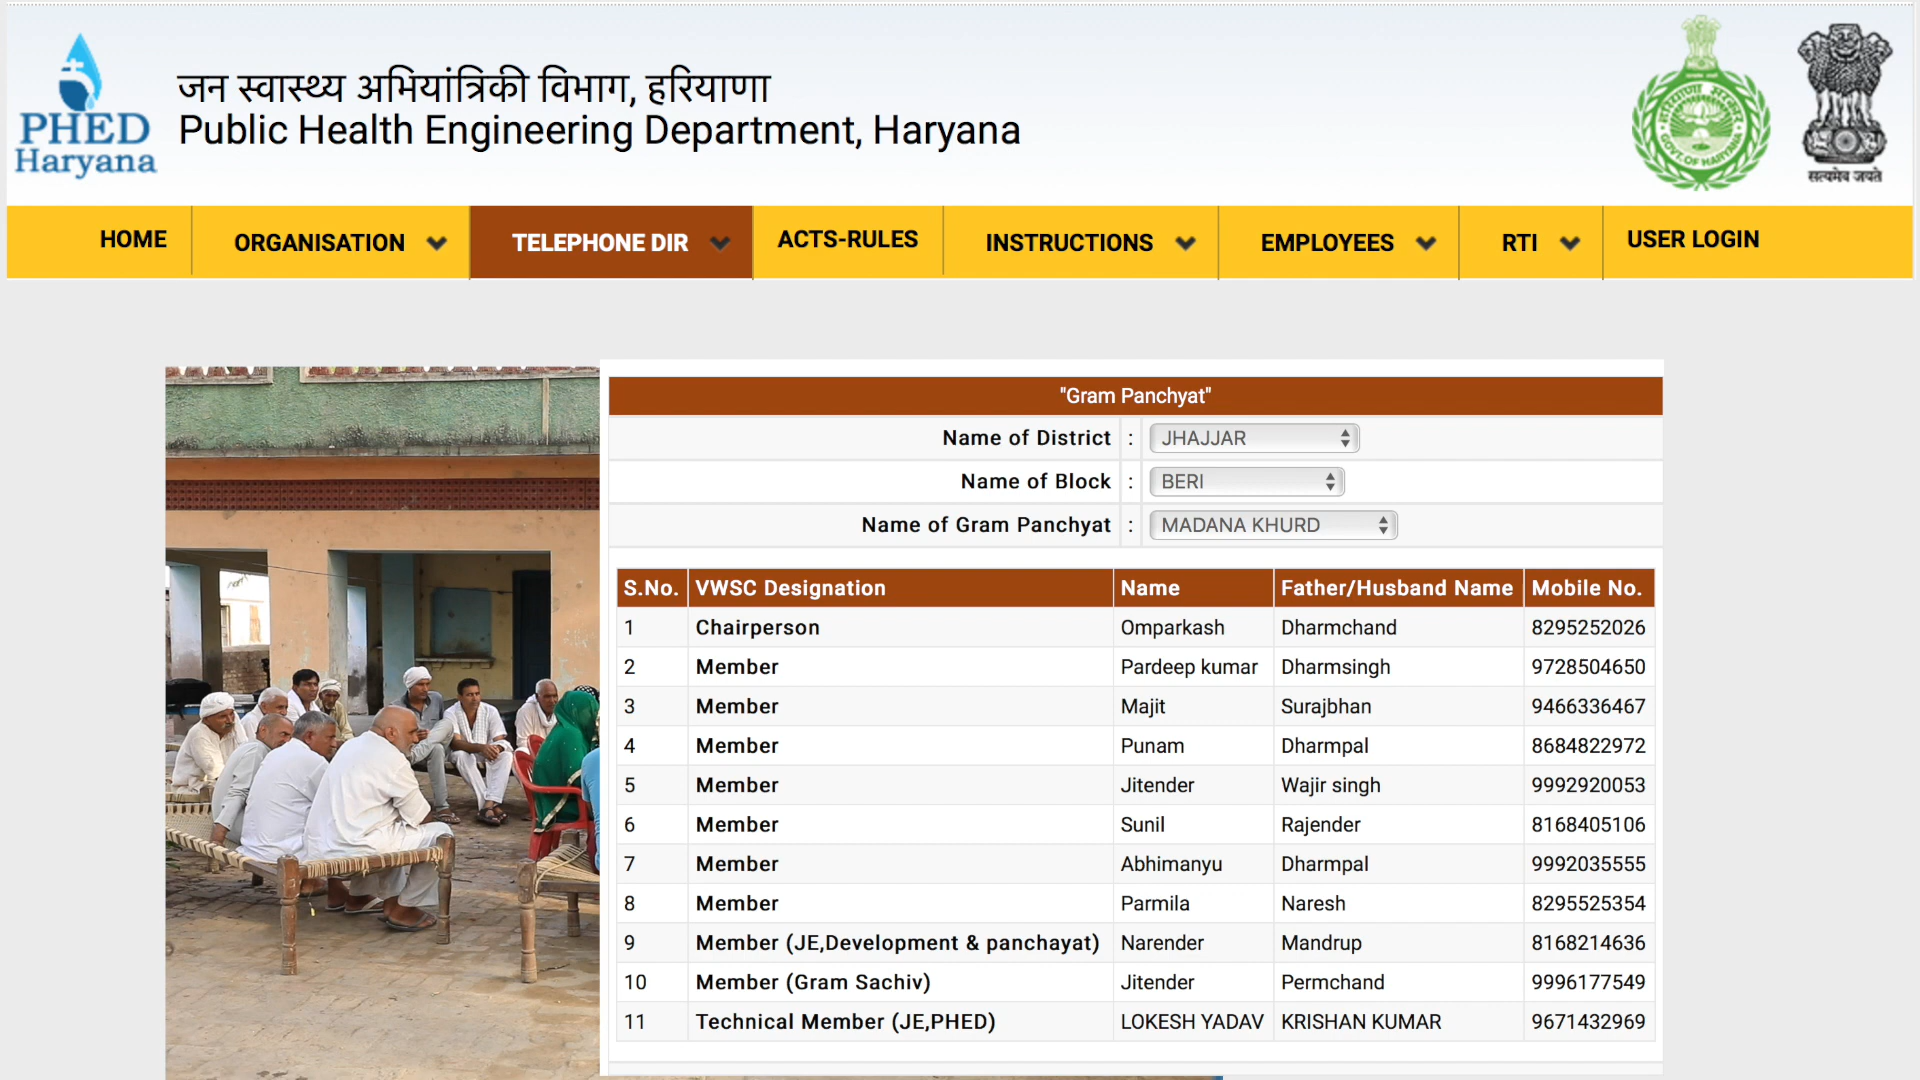 PHED
Haryana
जन स्वास्थ्य अभियांत्रिकी विभाग, हरियाणा
Public Health Engineering Department, Haryana
हरियाणा सरकार
GOVT. OF HARYANA
सत्यमेव जयते
HOME ORGANISATION TELEPHONE DIR ACTS-RULES INSTRUCTIONS EMPLOYEES RTI USER LOGIN
"Gram Panchyat"
Name of District : JHAJJAR
Name of Block : BERI
Name of Gram Panchyat : MADANA KHURD
S.No. VWSC Designation Name Father/Husband Name Mobile No.
1 Chairperson Omparkash Dharmchand 8295252026
2 Member Pardeep kumar Dharmsingh 9728504650
3 Member Majit Surajbhan 9466336467
4 Member Punam Dharmpal 8684822972
5 Member Jitender Wajir singh 9992920053
6 Member Sunil Rajender 8168405106
7 Member Abhimanyu Dharmpal 9992035555
8 Member Parmila Naresh 8295525354
9 Member (JE,Development & panchayat) Narender Mandrup 8168214636
10 Member (Gram Sachiv) Jitender Permchand 9996177549
11 Technical Member (JE,PHED) LOKESH YADAV KRISHAN KUMAR 9671432969